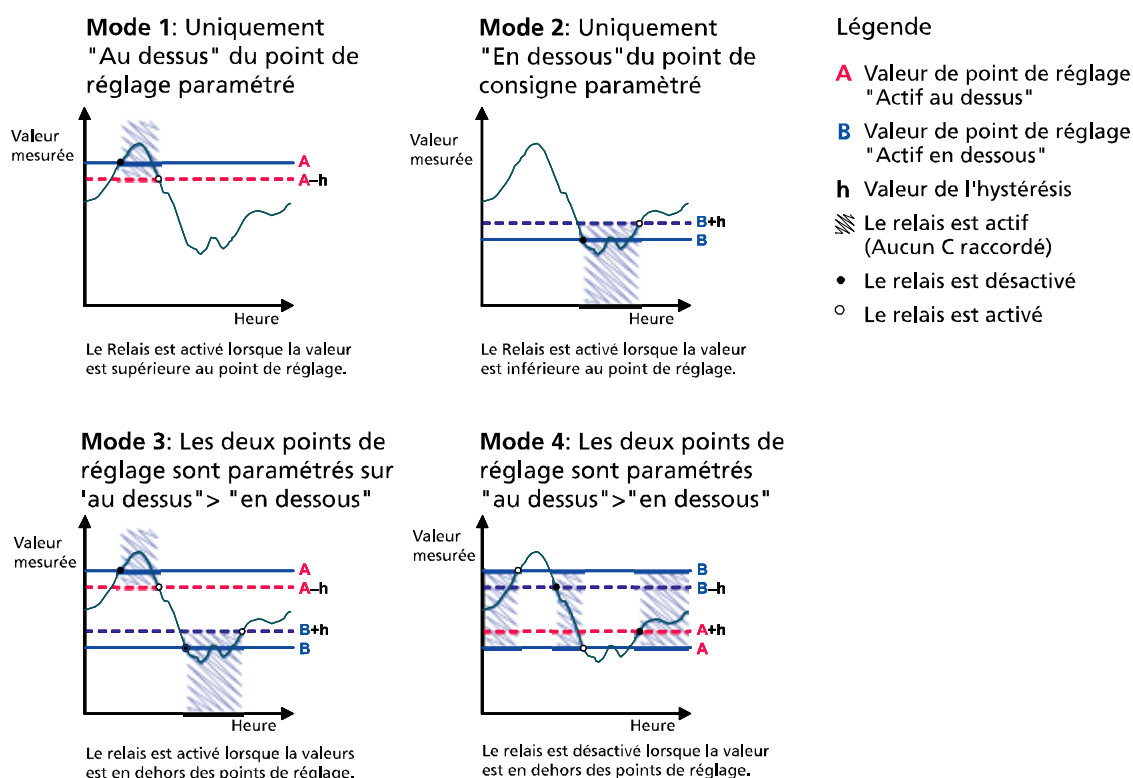 Mode 1: Uniquement
"Au dessus" du point de
réglage paramétré
Valeur
mesurée
A
A–h
Heure
Le Relais est activé lorsque la valeur
est supérieure au point de réglage.
Mode 2: Uniquement
"En dessous"du point de
consigne paramètré
Valeur
mesurée
B+h
B
Heure
Le Relais est activé lorsque la valeur
est inférieure au point de réglage.
Légende
A Valeur de point de réglage
"Actif au dessus"
B Valeur de point de réglage
"Actif en dessous"
h Valeur de l'hystérésis
Le relais est actif
(Aucun C raccordé)
Le relais est désactivé
Le relais est activé
Mode 3: Les deux points de
réglage sont paramétrés sur
'au dessus"> "en dessous"
Valeur
mesurée
A
A–h
B+h
B
Heure
Le relais est activé lorsque la valeurs
est en dehors des points de réglage.
Mode 4: Les deux points de
réglage sont paramétrés
"au dessus">"en dessous"
Valeur
mesurée
B
B–h
A+h
A
Heure
Le relais est désactivé lorsque la valeur
est en dehors des points de réglage.